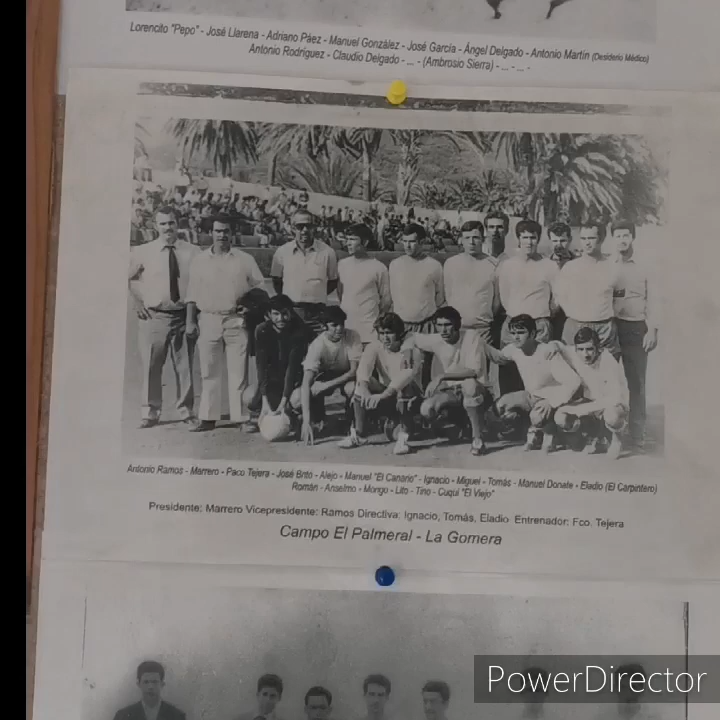 Lorencito "Pepo" - José Llarena - Adriano Páez - Manuel González - José García - Ángel Delgado - Antonio Martín (Desiderio Médico)
Antonio Rodríguez - Claudio Delgado - ... - (Ambrosio Sierra) - ... - ... -
Antonio Ramos - Marrero - Paco Tejera - José Brito - Alejo - Manuel "El Canario" - Ignacio - Miguel - Tomás - Manuel Donate - Eladio (El Carpintero)
Román - Anselmo - Mongu - Lito - Tino - Cuqui "El Viejo"
Presidente: Marrero Vicepresidente: Ramos Directiva: Ignacio, Tomás, Eladio Entrenador: Fco. Tejera
Campo El Palmeral - La Gomera
PowerDirector